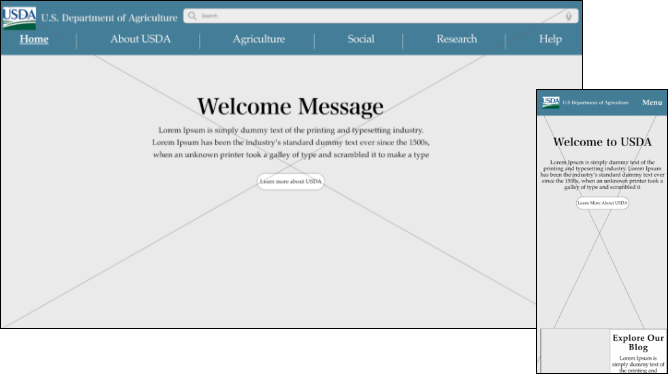 USDA
U.S. Department of Agriculture
Search
Home
About USDA
Agriculture
Social
Research
Help
Welcome Message
Lorem Ipsum is simply dummy text of the printing and typesetting industry.
Lorem Ipsum has been the industry's standard dummy text ever since the 1500s,
when an unknown printer took a galley of type and scrambled it to make a type
Learn more about USDA
USDA
U.S Department of Agriculture
Menu
Welcome to USDA
Lorem Ipsum is simply dummy text of the
printing and typesetting industry. Lorem Ipsum
has been the industry's standard dummy text ever
since the 1500s, when an unknown printer took a
galley of type and scrambled it
Learn More About USDA
Explore Our
Blog
Lorem Ipsum is
simply dummy text of
the printing and